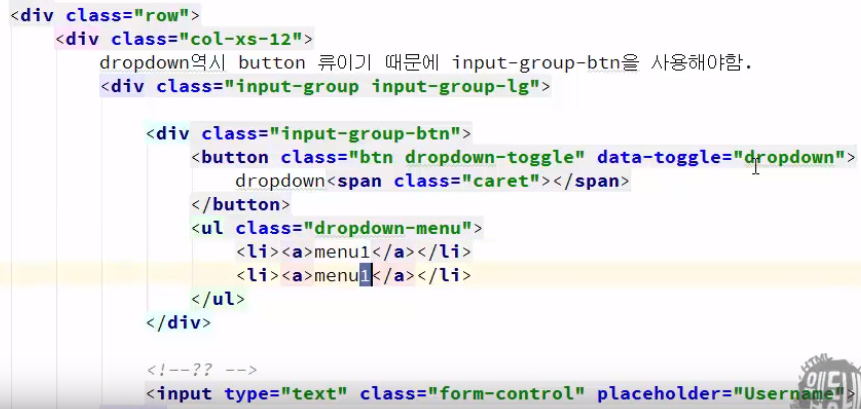 <div class="row">
<div class="col-xs-12">
dropdown역시 button 류이기 때문에 input-group-btn을 사용해야함.
<div class="input-group input-group-lg">
<div class="input-group-btn">
<button class="btn dropdown-toggle" data-toggle="dropdown">
dropdown<span class="caret"></span>
</button>
<ul class="dropdown-menu">
<li><a>menu1</a></li>
<li><a>menu1</a></li>
</ul>
</div>
<!--?? -->
<input type="text" class="form-control" placeholder="Username">
HTML